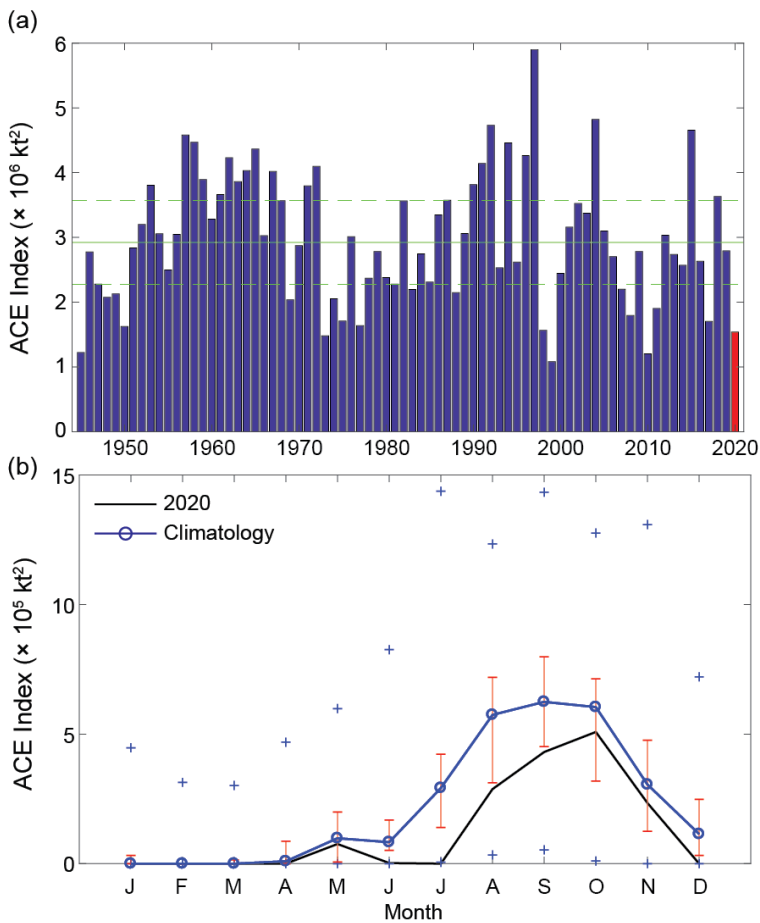 (a)
ACE Index (× 10⁶ kt²)
6
5
4
3
2
1
0
1950 1960 1970 1980 1990 2000 2010 2020
(b)
ACE Index (× 10⁵ kt²)
15
10
5
0
2020
Climatology
J F M A M J J A S O N D
Month